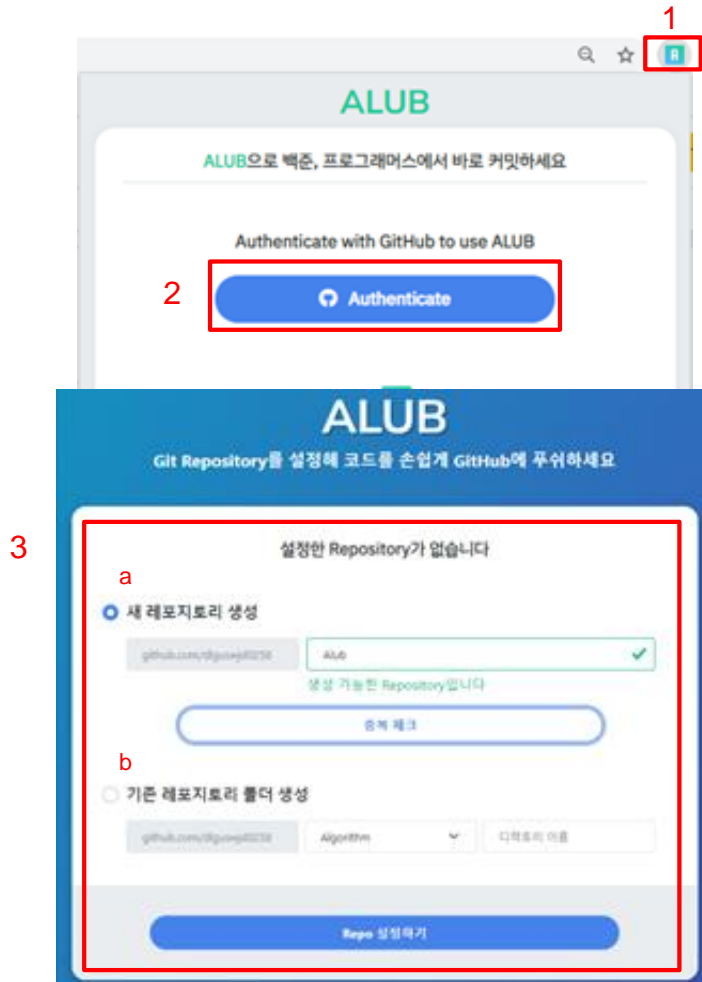 1
ALUB
ALUB으로 백준, 프로그래머스에서 바로 커밋하세요
Authenticate with GitHub to use ALUB
2
Authenticate
ALUB
Git Repository를 설정해 코드를 손쉽게 GitHub에 푸쉬하세요
3
설정한 Repository가 없습니다
a
새 레포지토리 생성
Alub
생성 가능한 Repository입니다
중복 체크
b
기존 레포지토리 폴더 생성
Algorithm
디렉토리 이름
Repo 설정하기